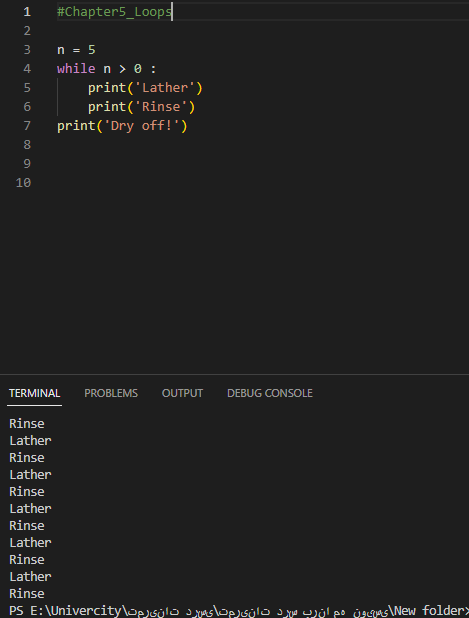 1 #Chapter5_Loops
2
3 n = 5
4 while n > 0 :
5     print('Lather')
6     print('Rinse')
7 print('Dry off!')
8
9
10
TERMINAL PROBLEMS OUTPUT DEBUG CONSOLE
Rinse
Lather
Rinse
Lather
Rinse
Lather
Rinse
Lather
Rinse
Lather
Rinse
PS E:\Univercity\تمرینات درسی\تمرینات درس برنامه نویسی\New folder>